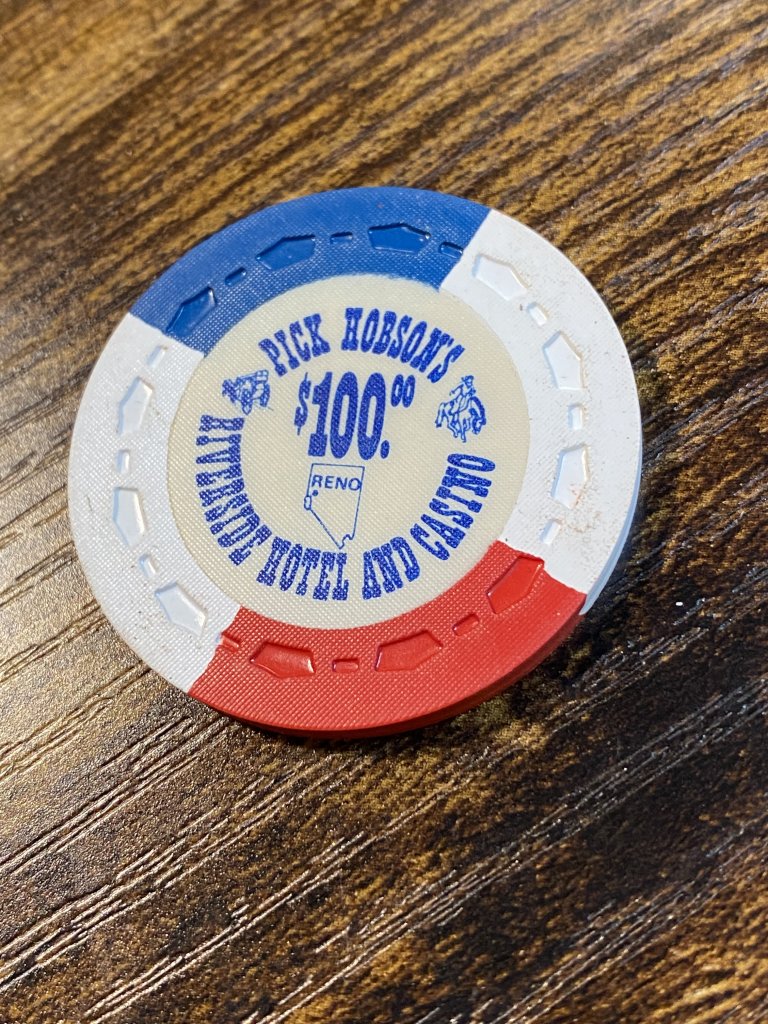 PICK HOBSON'S
$100.00
RENO
RIVERSIDE HOTEL AND CASINO